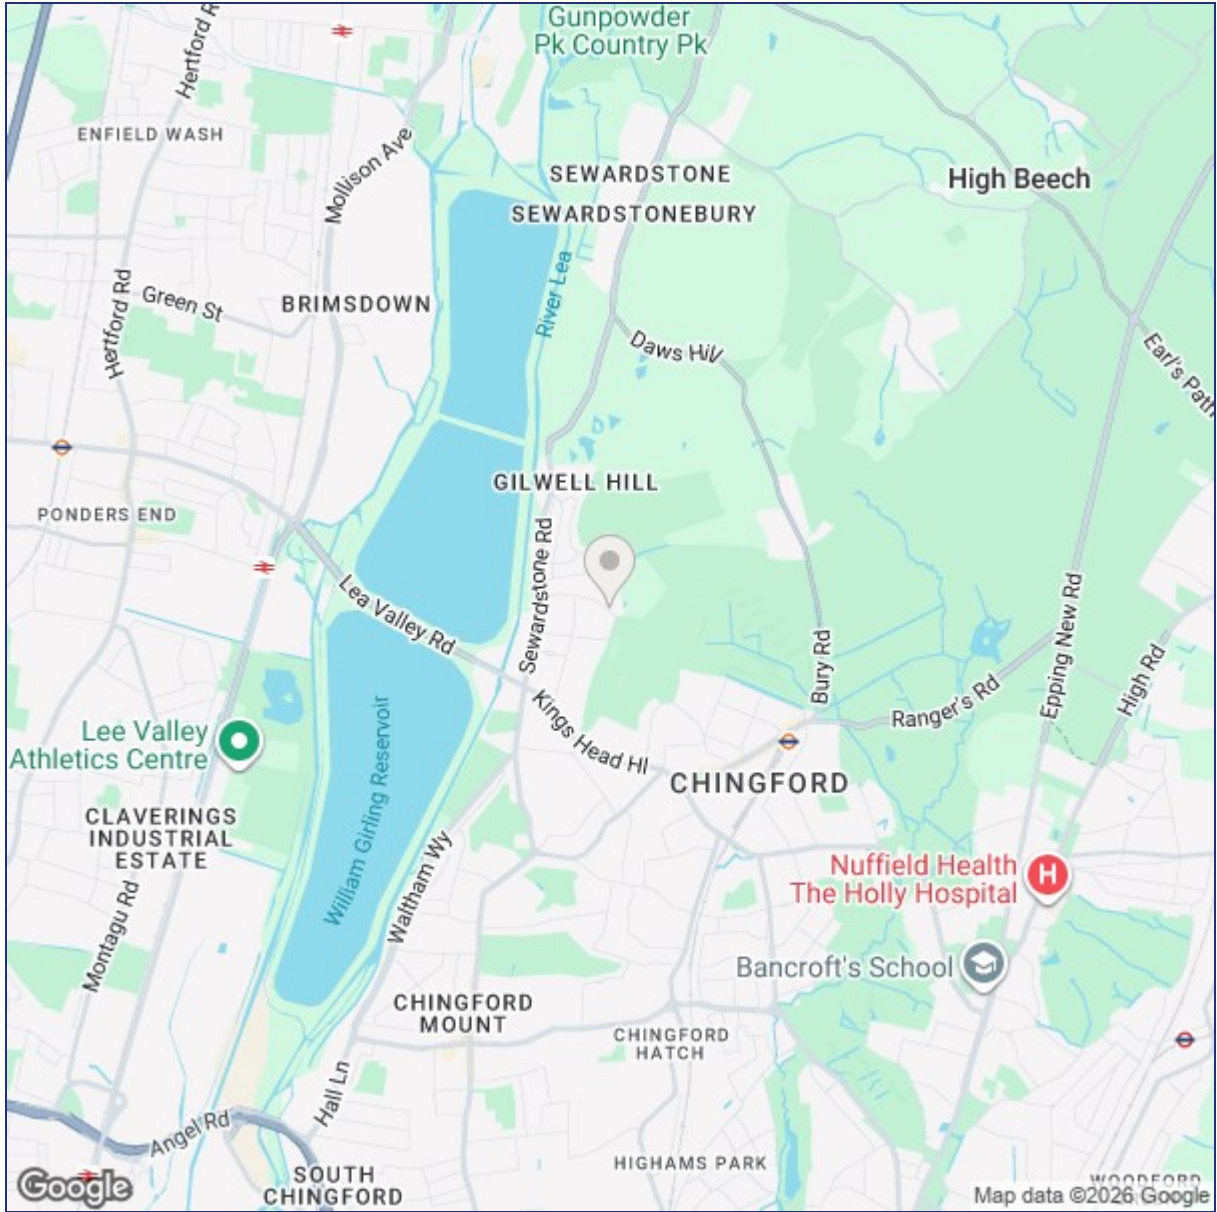 Gunpowder
Pk Country Pk
Hertford R
ENFIELD WASH
Mollison Ave
SEWARDSTONE
SEWARDSTONEBURY
High Beech
River Lea
Hertford Rd
Green St
BRIMSDOWN
Daws Hil
Earl's Path
GILWELL HILL
PONDERS END
Sewardstone Rd
Lea Valley Rd
Bury Rd
Epping New Rd
High Rd
Ranger's Rd
Kings Head Hl
Lee Valley
Athletics Centre
William Girling Reservoir
CHINGFORD
CLAVERINGS
INDUSTRIAL
ESTATE
Waltham Wy
Nuffield Health
The Holly Hospital
H
Montagu Rd
Bancroft's School
CHINGFORD
MOUNT
CHINGFORD
HATCH
Hall Ln
Angel Rd
HIGHAMS PARK
SOUTH
CHINGFORD
WOODFORD
Google
Map data ©2026 Google